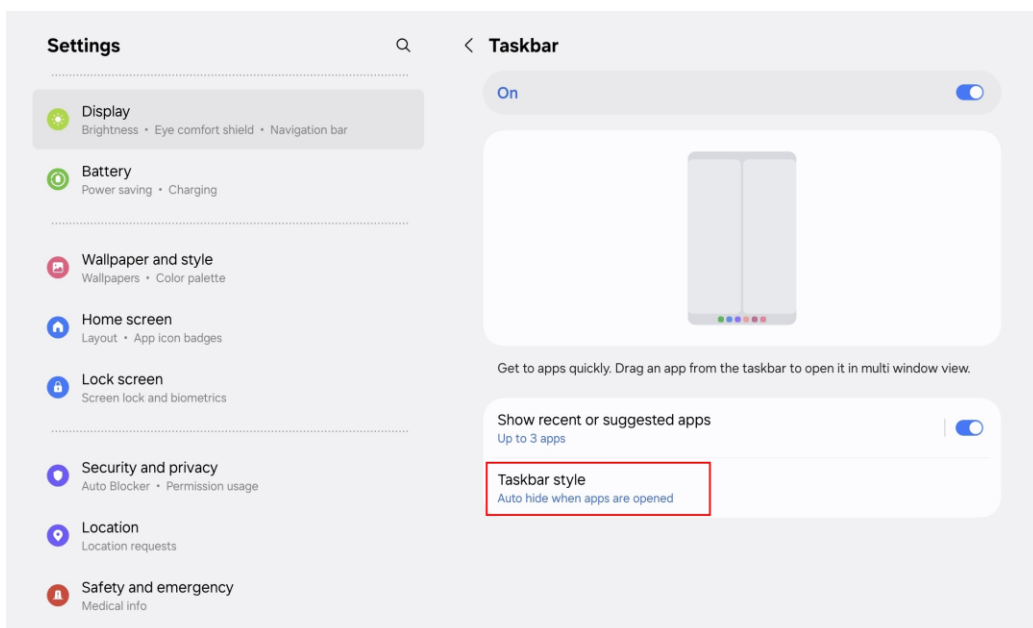 Settings
Display
Brightness • Eye comfort shield • Navigation bar
Battery
Power saving • Charging
Wallpaper and style
Wallpapers • Color palette
Home screen
Layout • App icon badges
Lock screen
Screen lock and biometrics
Security and privacy
Auto Blocker • Permission usage
Location
Location requests
Safety and emergency
Medical info
Taskbar
On
Get to apps quickly. Drag an app from the taskbar to open it in multi window view.
Show recent or suggested apps
Up to 3 apps
Taskbar style
Auto hide when apps are opened